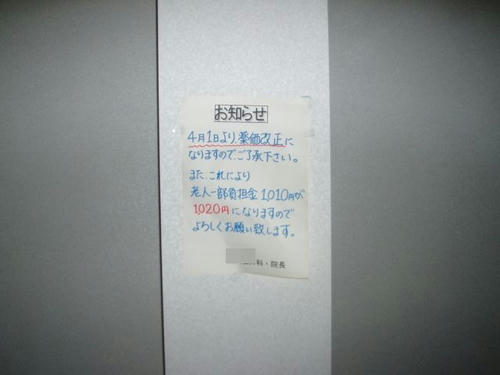 お知らせ
4月1日より、薬価改正に
なりますので、ご了承下さい。
また、これにより
老人一部負担金 1,010円が
1,020円になりますので
よろしくお願い致します。
科・院長